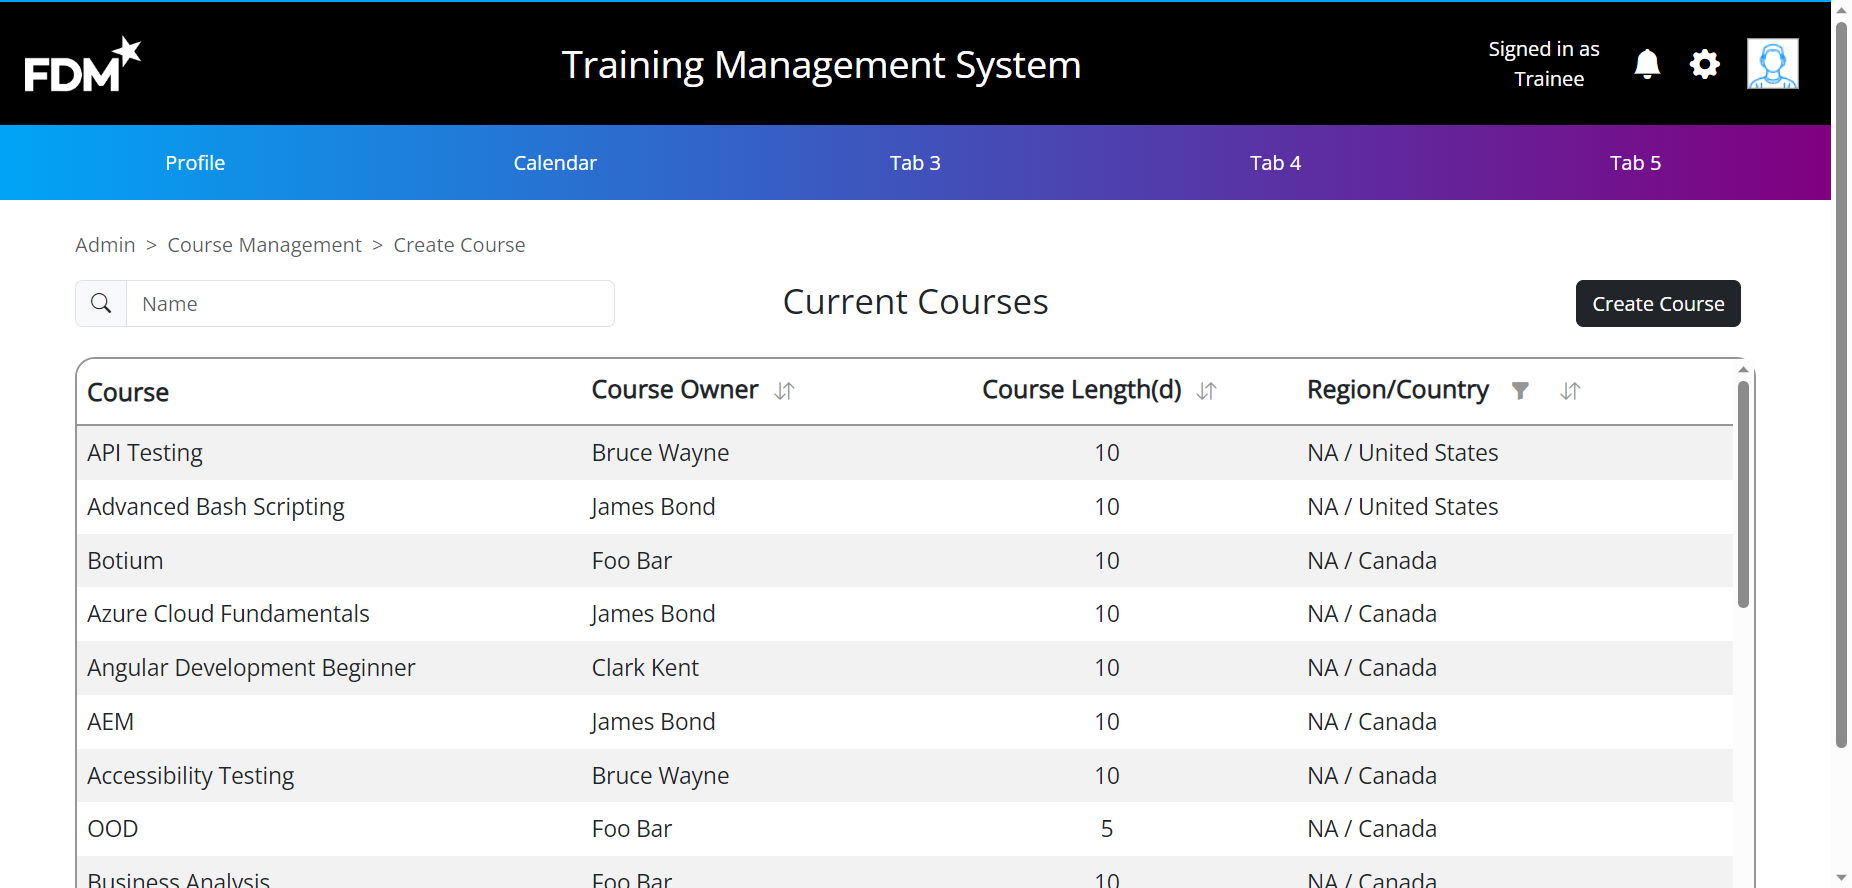 FDM
Training Management System
Signed in as
Trainee
Profile Calendar Tab 3 Tab 4 Tab 5
Admin > Course Management > Create Course
Name
Current Courses
Create Course
Course Course Owner Course Length(d) Region/Country
API Testing Bruce Wayne 10 NA / United States
Advanced Bash Scripting James Bond 10 NA / United States
Botium Foo Bar 10 NA / Canada
Azure Cloud Fundamentals James Bond 10 NA / Canada
Angular Development Beginner Clark Kent 10 NA / Canada
AEM James Bond 10 NA / Canada
Accessibility Testing Bruce Wayne 10 NA / Canada
OOD Foo Bar 5 NA / Canada
Business Analysis Foo Bar 10 NA / Canada